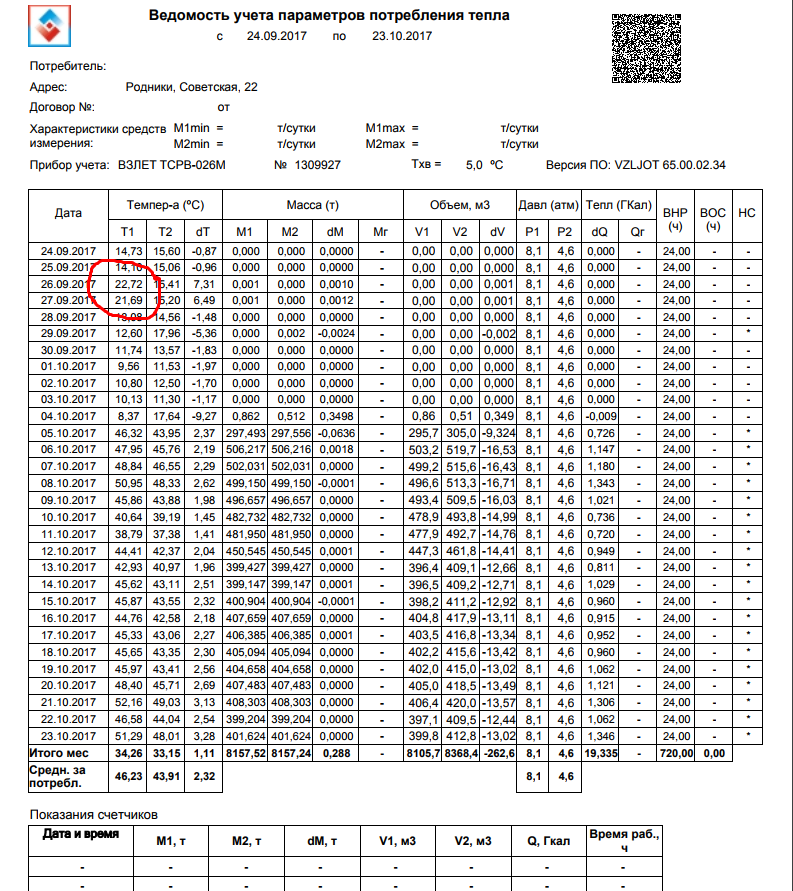 Ведомость учета параметров потребления тепла
с 24.09.2017 по 23.10.2017
Потребитель:
Адрес: Родники, Советская, 22
Договор №: от
Характеристики средств измерения: M1min = т/сутки M1max = т/сутки
M2min = т/сутки M2max = т/сутки
Прибор учета: ВЗЛЕТ ТСРВ-026М № 1309927 Тхв = 5,0 ºС Версия ПО: VZLJOT 65.00.02.34
Дата Темпер-а (ºС) Масса (т) Объем, м3 Давл (атм) Тепл (ГКал) ВНР (ч) ВОС (ч) НС
T1 T2 dT M1 M2 dM Мг V1 V2 dV P1 P2 dQ Qг
24.09.2017 14,73 15,60 -0,87 0,000 0,000 0,0000 - 0,00 0,00 0,000 8,1 4,6 0,000 - 24,00 - -
25.09.2017 14,10 15,06 -0,96 0,000 0,000 0,0000 - 0,00 0,00 0,000 8,1 4,6 0,000 - 24,00 - -
26.09.2017 22,72 15,41 7,31 0,001 0,000 0,0010 - 0,00 0,00 0,001 8,1 4,6 0,000 - 24,00 - -
27.09.2017 21,69 15,20 6,49 0,001 0,000 0,0012 - 0,00 0,00 0,001 8,1 4,6 0,000 - 24,00 - -
28.09.2017 13,08 14,56 -1,48 0,000 0,000 0,0000 - 0,00 0,00 0,000 8,1 4,6 0,000 - 24,00 - -
29.09.2017 12,60 17,96 -5,36 0,000 0,002 -0,0024 - 0,00 0,00 -0,002 8,1 4,6 0,000 - 24,00 - *
30.09.2017 11,74 13,57 -1,83 0,000 0,000 0,0000 - 0,00 0,00 0,000 8,1 4,6 0,000 - 24,00 - -
01.10.2017 9,56 11,53 -1,97 0,000 0,000 0,0000 - 0,00 0,00 0,000 8,1 4,6 0,000 - 24,00 - -
02.10.2017 10,80 12,50 -1,70 0,000 0,000 0,0000 - 0,00 0,00 0,000 8,1 4,6 0,000 - 24,00 - -
03.10.2017 10,13 11,30 -1,17 0,000 0,000 0,0000 - 0,00 0,00 0,000 8,1 4,6 0,000 - 24,00 - -
04.10.2017 8,37 17,64 -9,27 0,862 0,512 0,3498 - 0,86 0,51 0,349 8,1 4,6 -0,009 - 24,00 - -
05.10.2017 46,32 43,95 2,37 297,493 297,556 -0,0636 - 295,7 305,0 -9,324 8,1 4,6 0,726 - 24,00 - *
06.10.2017 47,95 45,76 2,19 506,217 506,216 0,0018 - 503,2 519,7 -16,53 8,1 4,6 1,147 - 24,00 - *
07.10.2017 48,84 46,55 2,29 502,031 502,031 0,0000 - 499,2 515,6 -16,43 8,1 4,6 1,180 - 24,00 - *
08.10.2017 50,95 48,33 2,62 499,150 499,150 -0,0001 - 496,6 513,3 -16,71 8,1 4,6 1,343 - 24,00 - *
09.10.2017 45,86 43,88 1,98 496,657 496,657 0,0000 - 493,4 509,5 -16,03 8,1 4,6 1,021 - 24,00 - *
10.10.2017 40,64 39,19 1,45 482,732 482,732 0,0000 - 478,9 493,8 -14,99 8,1 4,6 0,736 - 24,00 - *
11.10.2017 38,79 37,38 1,41 481,950 481,950 0,0000 - 477,9 492,7 -14,76 8,1 4,6 0,720 - 24,00 - *
12.10.2017 44,41 42,37 2,04 450,545 450,545 0,0001 - 447,3 461,8 -14,41 8,1 4,6 0,949 - 24,00 - *
13.10.2017 42,93 40,97 1,96 399,427 399,427 0,0000 - 396,4 409,1 -12,66 8,1 4,6 0,811 - 24,00 - *
14.10.2017 45,62 43,11 2,51 399,147 399,147 0,0001 - 396,5 409,2 -12,71 8,1 4,6 1,029 - 24,00 - *
15.10.2017 45,87 43,55 2,32 400,904 400,904 -0,0001 - 398,2 411,2 -12,92 8,1 4,6 0,960 - 24,00 - *
16.10.2017 44,76 42,58 2,18 407,659 407,659 0,0000 - 404,8 417,9 -13,11 8,1 4,6 0,915 - 24,00 - *
17.10.2017 45,33 43,06 2,27 406,385 406,385 0,0001 - 403,5 416,8 -13,34 8,1 4,6 0,952 - 24,00 - *
18.10.2017 45,65 43,35 2,30 405,094 405,094 0,0000 - 402,2 415,6 -13,42 8,1 4,6 0,960 - 24,00 - *
19.10.2017 45,97 43,41 2,56 404,658 404,658 0,0000 - 402,0 415,0 -13,02 8,1 4,6 1,062 - 24,00 - *
20.10.2017 48,40 45,71 2,69 407,483 407,483 0,0000 - 405,0 418,5 -13,49 8,1 4,6 1,121 - 24,00 - *
21.10.2017 52,16 49,03 3,13 408,303 408,303 0,0000 - 406,4 420,0 -13,57 8,1 4,6 1,306 - 24,00 - *
22.10.2017 46,58 44,04 2,54 399,204 399,204 0,0000 - 397,1 409,5 -12,44 8,1 4,6 1,062 - 24,00 - *
23.10.2017 51,29 48,01 3,28 401,624 401,624 0,0000 - 399,8 412,8 -13,02 8,1 4,6 1,346 - 24,00 - *
Итого мес 34,26 33,15 1,11 8157,52 8157,24 0,288 - 8105,7 8368,4 -262,6 8,1 4,6 19,335 - 720,00 0,00
Средн. за потребл. 46,23 43,91 2,32 8,1 4,6
Показания счетчиков
Дата и время M1, т M2, т dM, т V1, м3 V2, м3 Q, Гкал Время раб., ч
- - - - - - - -
- - - - - - - -